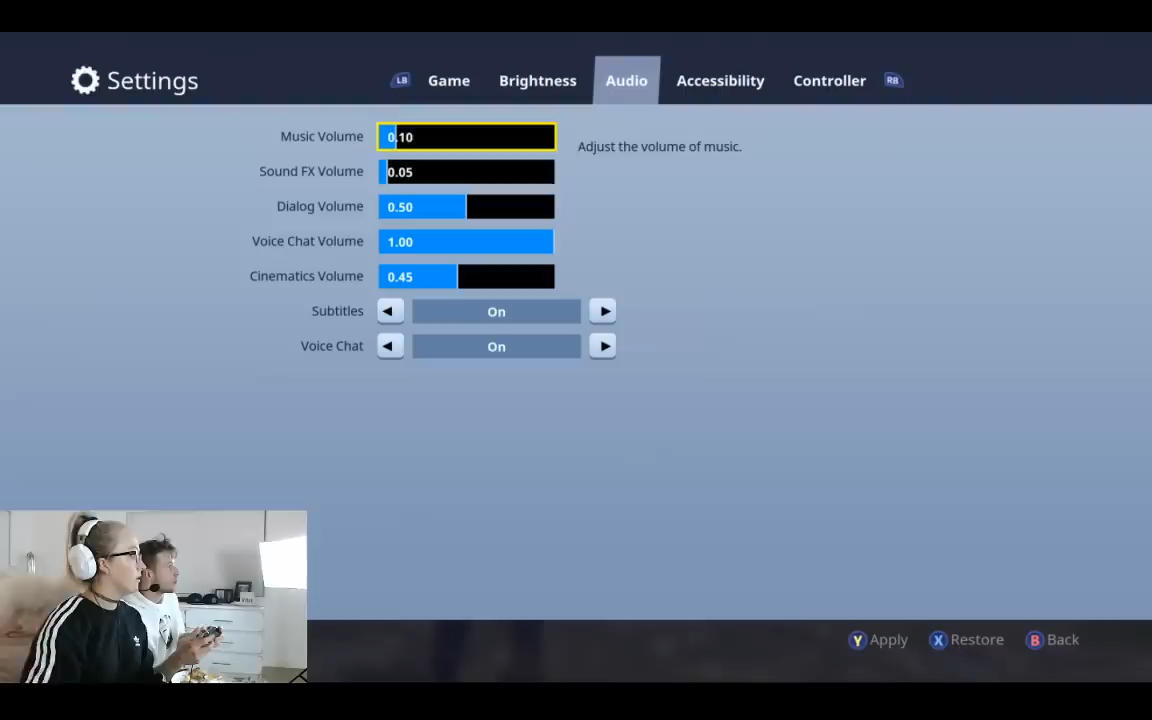 Settings
LB Game Brightness Audio Accessibility Controller RB
Music Volume 0.10
Adjust the volume of music.
Sound FX Volume 0.05
Dialog Volume 0.50
Voice Chat Volume 1.00
Cinematics Volume 0.45
Subtitles On
Voice Chat On
Y Apply X Restore B Back